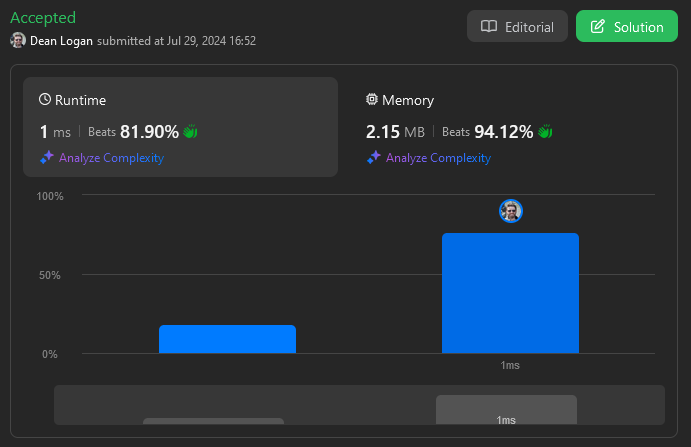 Accepted
Dean Logan submitted at Jul 29, 2024 16:52
Editorial
Solution
Runtime
1 ms | Beats 81.90%
Analyze Complexity
Memory
2.15 MB | Beats 94.12%
Analyze Complexity
100%
50%
0%
1ms
1ms